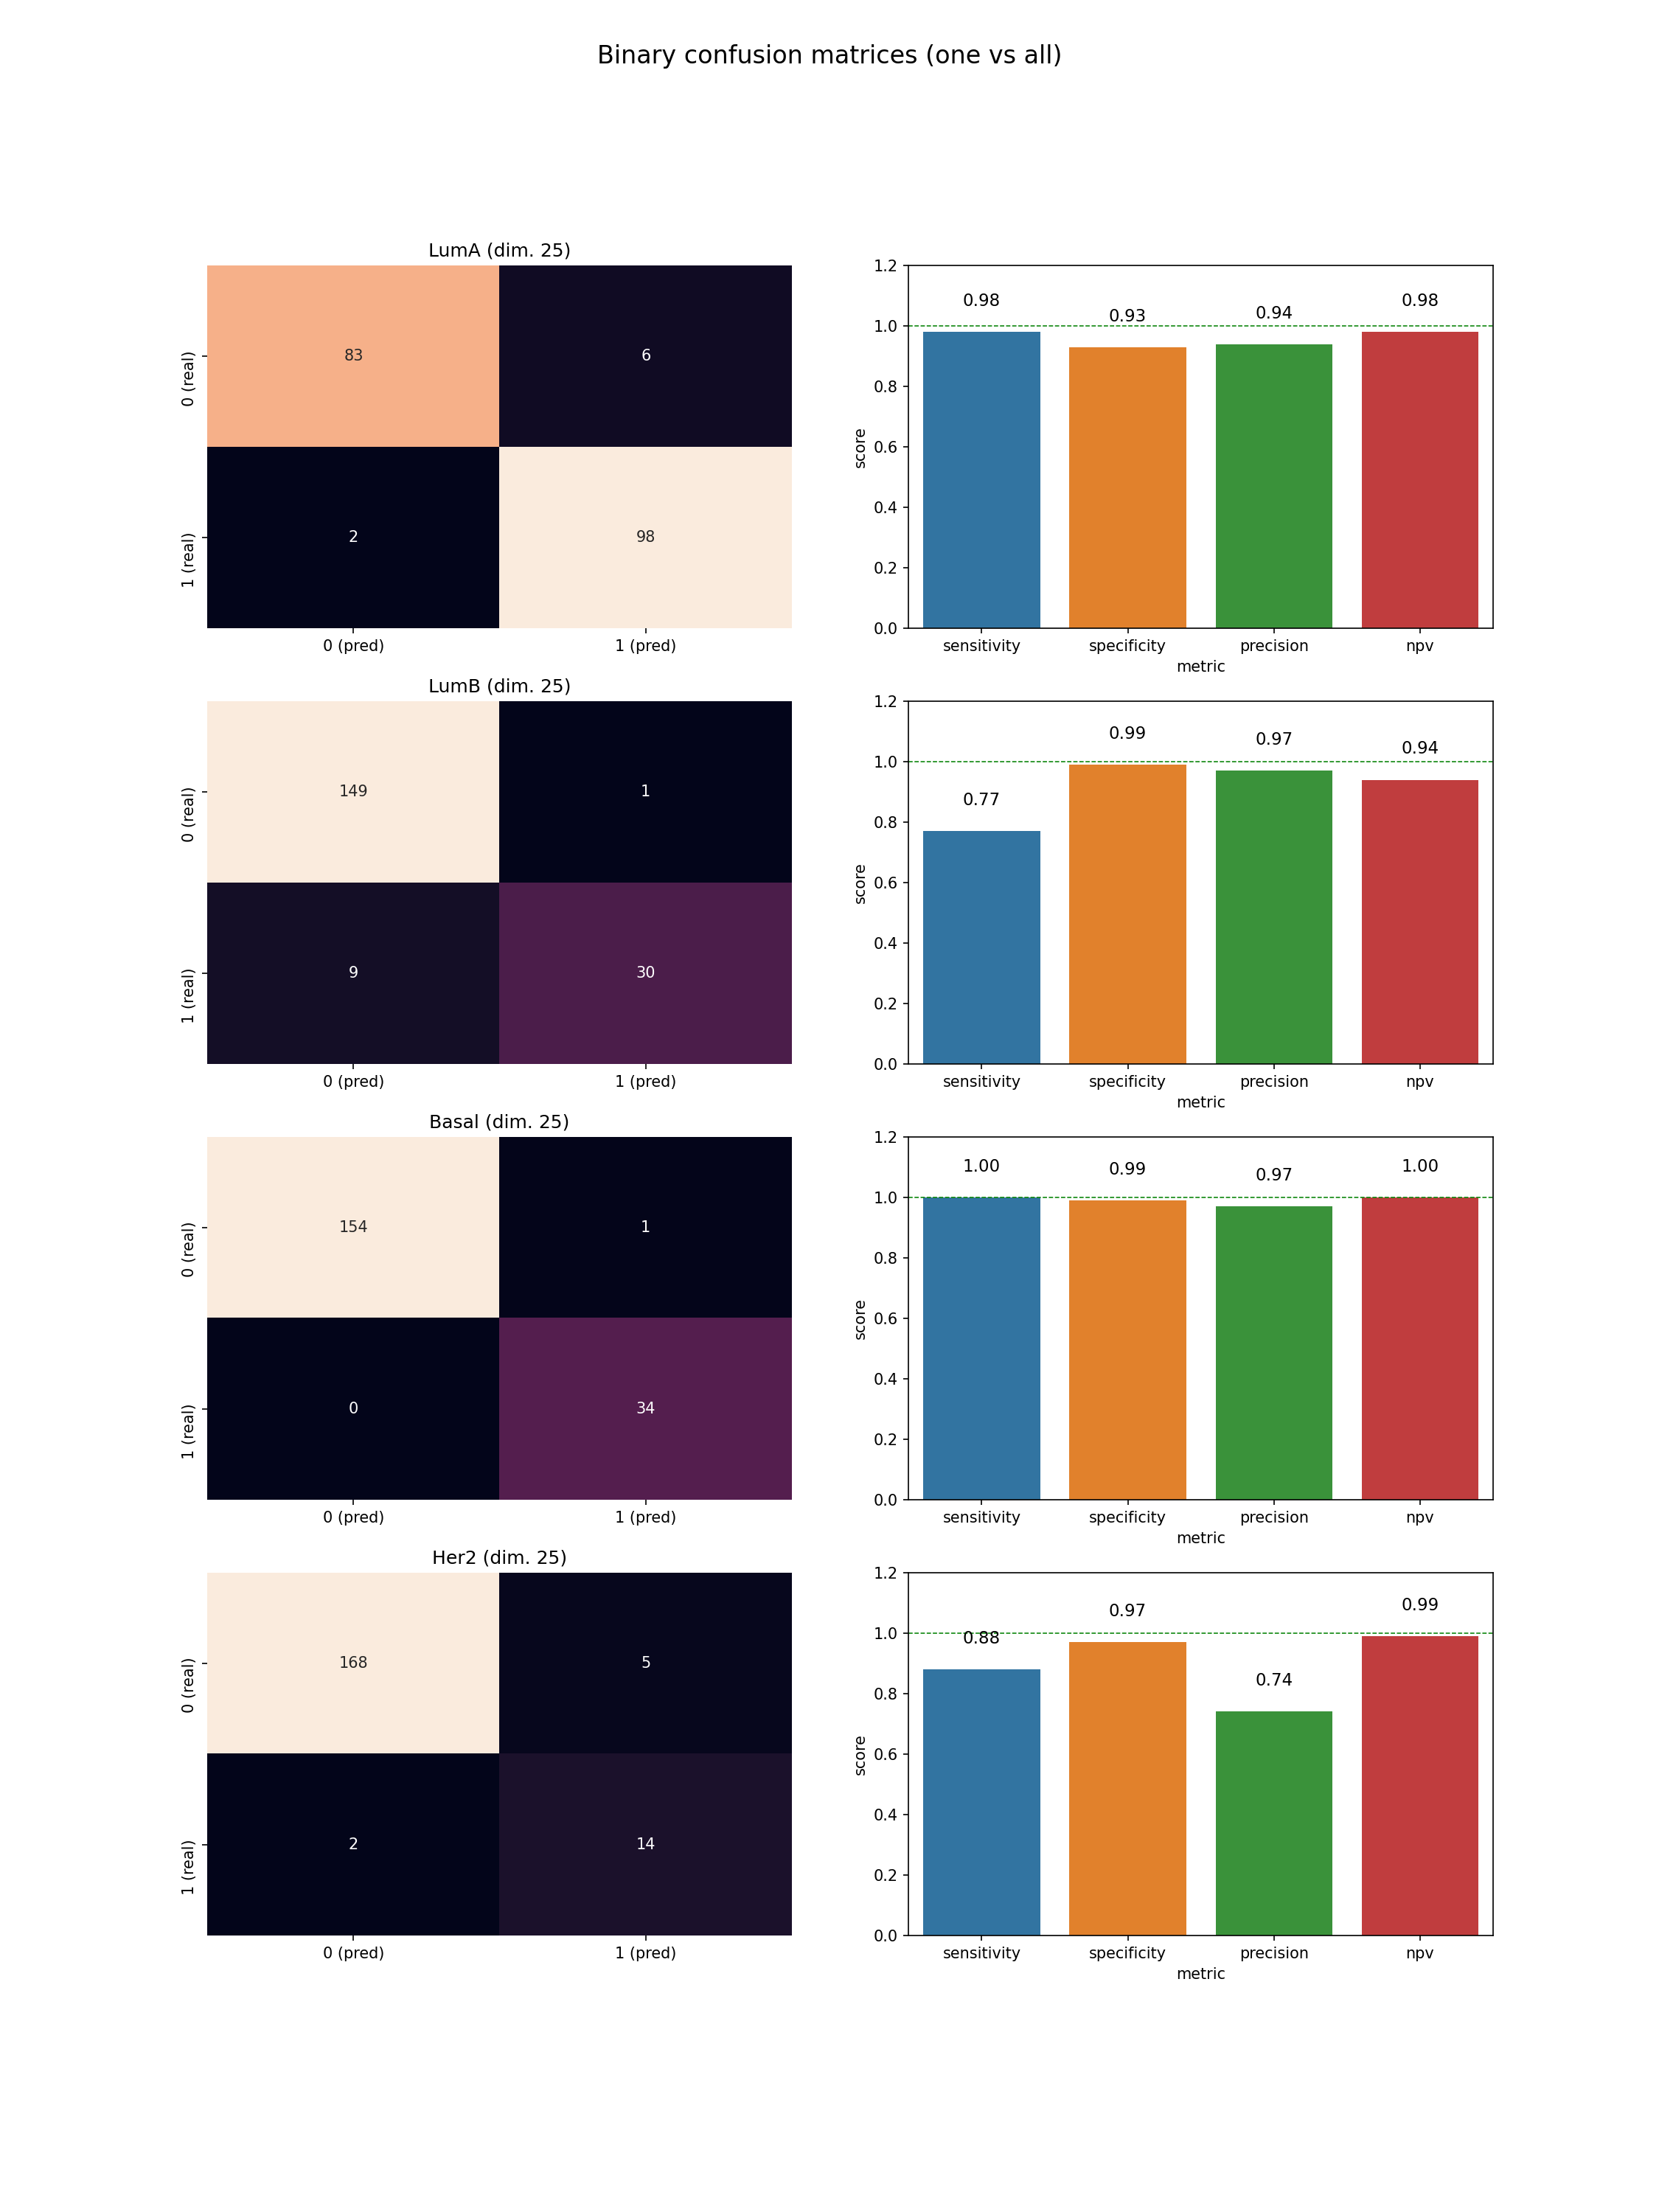 Binary confusion matrices (one vs all)
LumA (dim. 25)
0 (real)
1 (real)
83
6
2
98
0 (pred)
1 (pred)
score
1.2
1.0
0.8
0.6
0.4
0.2
0.0
0.98
0.93
0.94
0.98
sensitivity
specificity
precision
npv
metric
LumB (dim. 25)
0 (real)
1 (real)
149
1
9
30
0 (pred)
1 (pred)
score
1.2
1.0
0.8
0.6
0.4
0.2
0.0
0.77
0.99
0.97
0.94
sensitivity
specificity
precision
npv
metric
Basal (dim. 25)
0 (real)
1 (real)
154
1
0
34
0 (pred)
1 (pred)
score
1.2
1.0
0.8
0.6
0.4
0.2
0.0
1.00
0.99
0.97
1.00
sensitivity
specificity
precision
npv
metric
Her2 (dim. 25)
0 (real)
1 (real)
168
5
2
14
0 (pred)
1 (pred)
score
1.2
1.0
0.8
0.6
0.4
0.2
0.0
0.88
0.97
0.74
0.99
sensitivity
specificity
precision
npv
metric